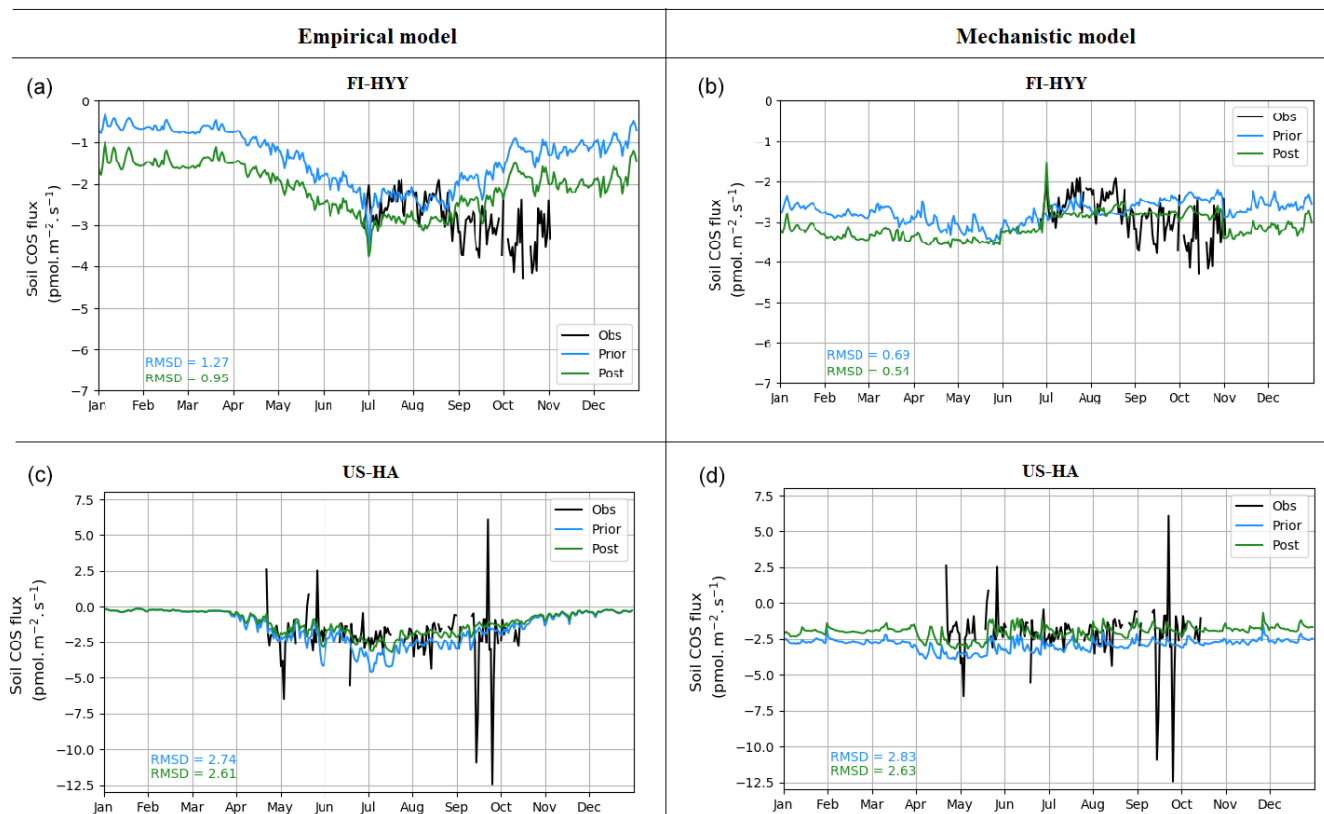 Empirical model
Mechanistic model
(a)
FI-HYY
Soil COS flux
(pmol.m⁻².s⁻¹)
0
−1
−2
−3
−4
−5
−6
−7
Obs
Prior
Post
RMSD = 1.27
RMSD = 0.95
Jan Feb Mar Apr May Jun Jul Aug Sep Oct Nov Dec
(b)
FI-HYY
Soil COS flux
(pmol.m⁻².s⁻¹)
0
−1
−2
−3
−4
−5
−6
−7
Obs
Prior
Post
RMSD = 0.69
RMSD = 0.54
Jan Feb Mar Apr May Jun Jul Aug Sep Oct Nov Dec
(c)
US-HA
Soil COS flux
(pmol.m⁻².s⁻¹)
7.5
5.0
2.5
0.0
−2.5
−5.0
−7.5
−10.0
−12.5
Obs
Prior
Post
RMSD = 2.74
RMSD = 2.61
Jan Feb Mar Apr May Jun Jul Aug Sep Oct Nov Dec
(d)
US-HA
Soil COS flux
(pmol.m⁻².s⁻¹)
7.5
5.0
2.5
0.0
−2.5
−5.0
−7.5
−10.0
−12.5
Obs
Prior
Post
RMSD = 2.83
RMSD = 2.63
Jan Feb Mar Apr May Jun Jul Aug Sep Oct Nov Dec